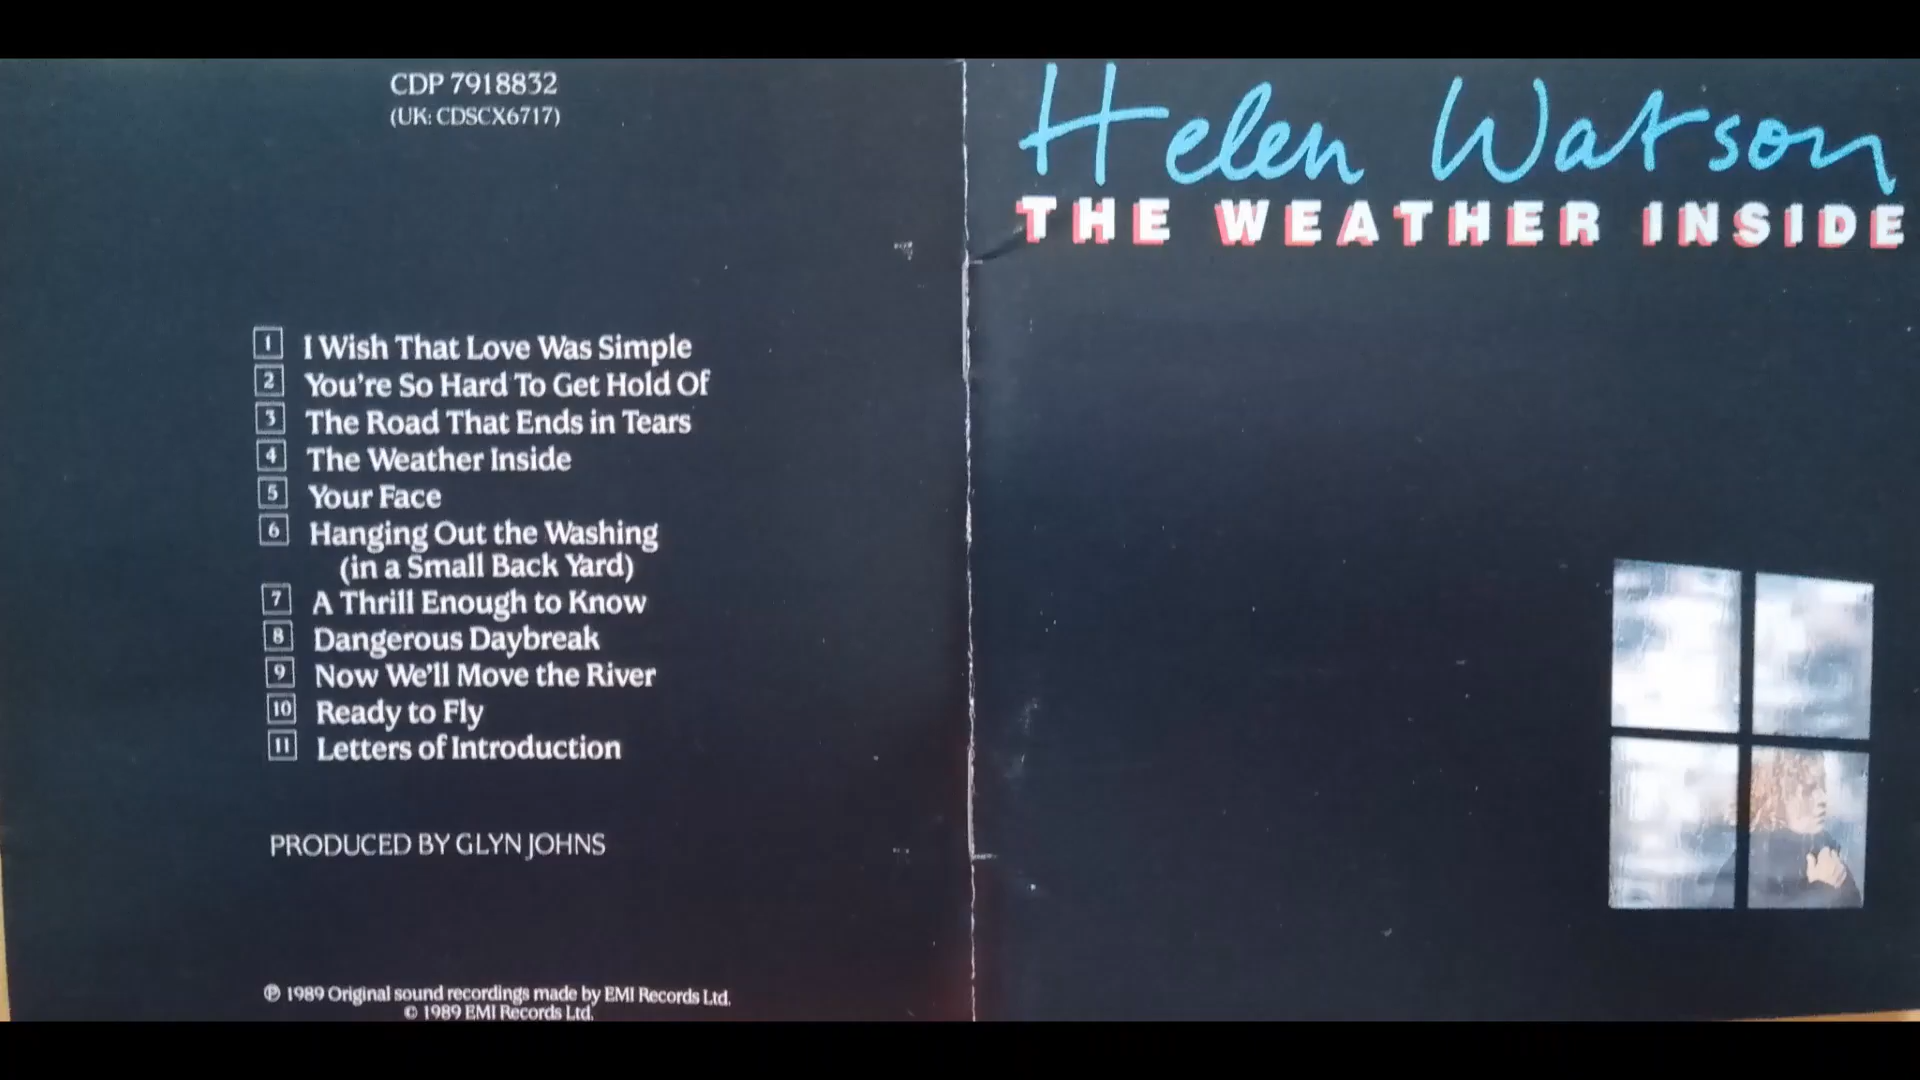 CDP 7918832
(UK: CDSCX6717)
1 I Wish That Love Was Simple
2 You're So Hard To Get Hold Of
3 The Road That Ends in Tears
4 The Weather Inside
5 Your Face
6 Hanging Out the Washing
(in a Small Back Yard)
7 A Thrill Enough to Know
8 Dangerous Daybreak
9 Now We'll Move the River
10 Ready to Fly
11 Letters of Introduction
PRODUCED BY GLYN JOHNS
℗ 1989 Original sound recordings made by EMI Records Ltd.
© 1989 EMI Records Ltd.
Helen Watson
THE WEATHER INSIDE